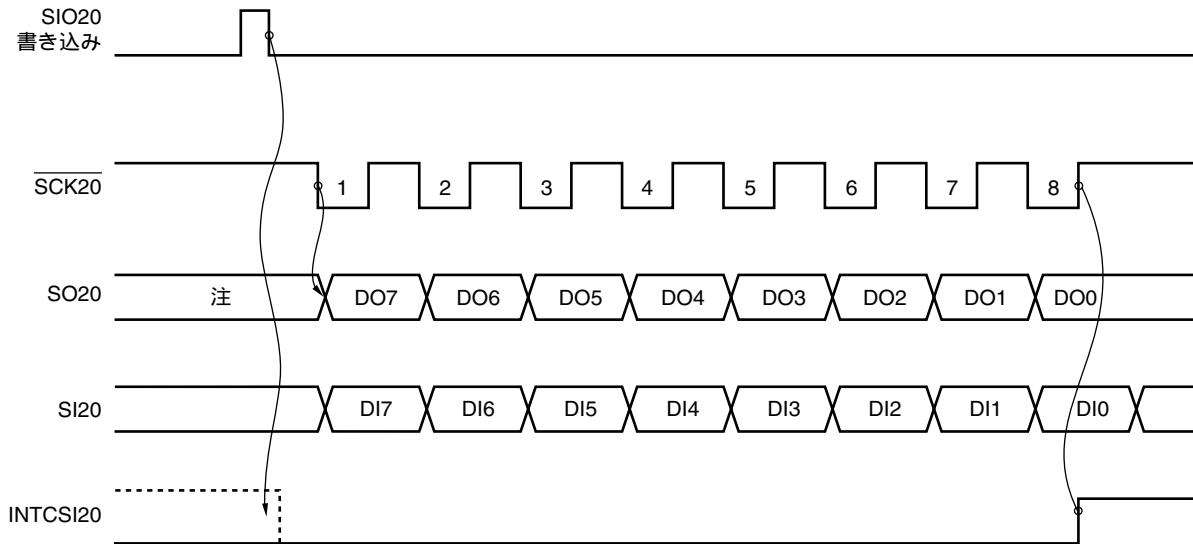 SIO20
書き込み
SCK20
1 2 3 4 5 6 7 8
SO20
注 DO7 DO6 DO5 DO4 DO3 DO2 DO1 DO0
SI20
DI7 DI6 DI5 DI4 DI3 DI2 DI1 DI0
INTCSI20